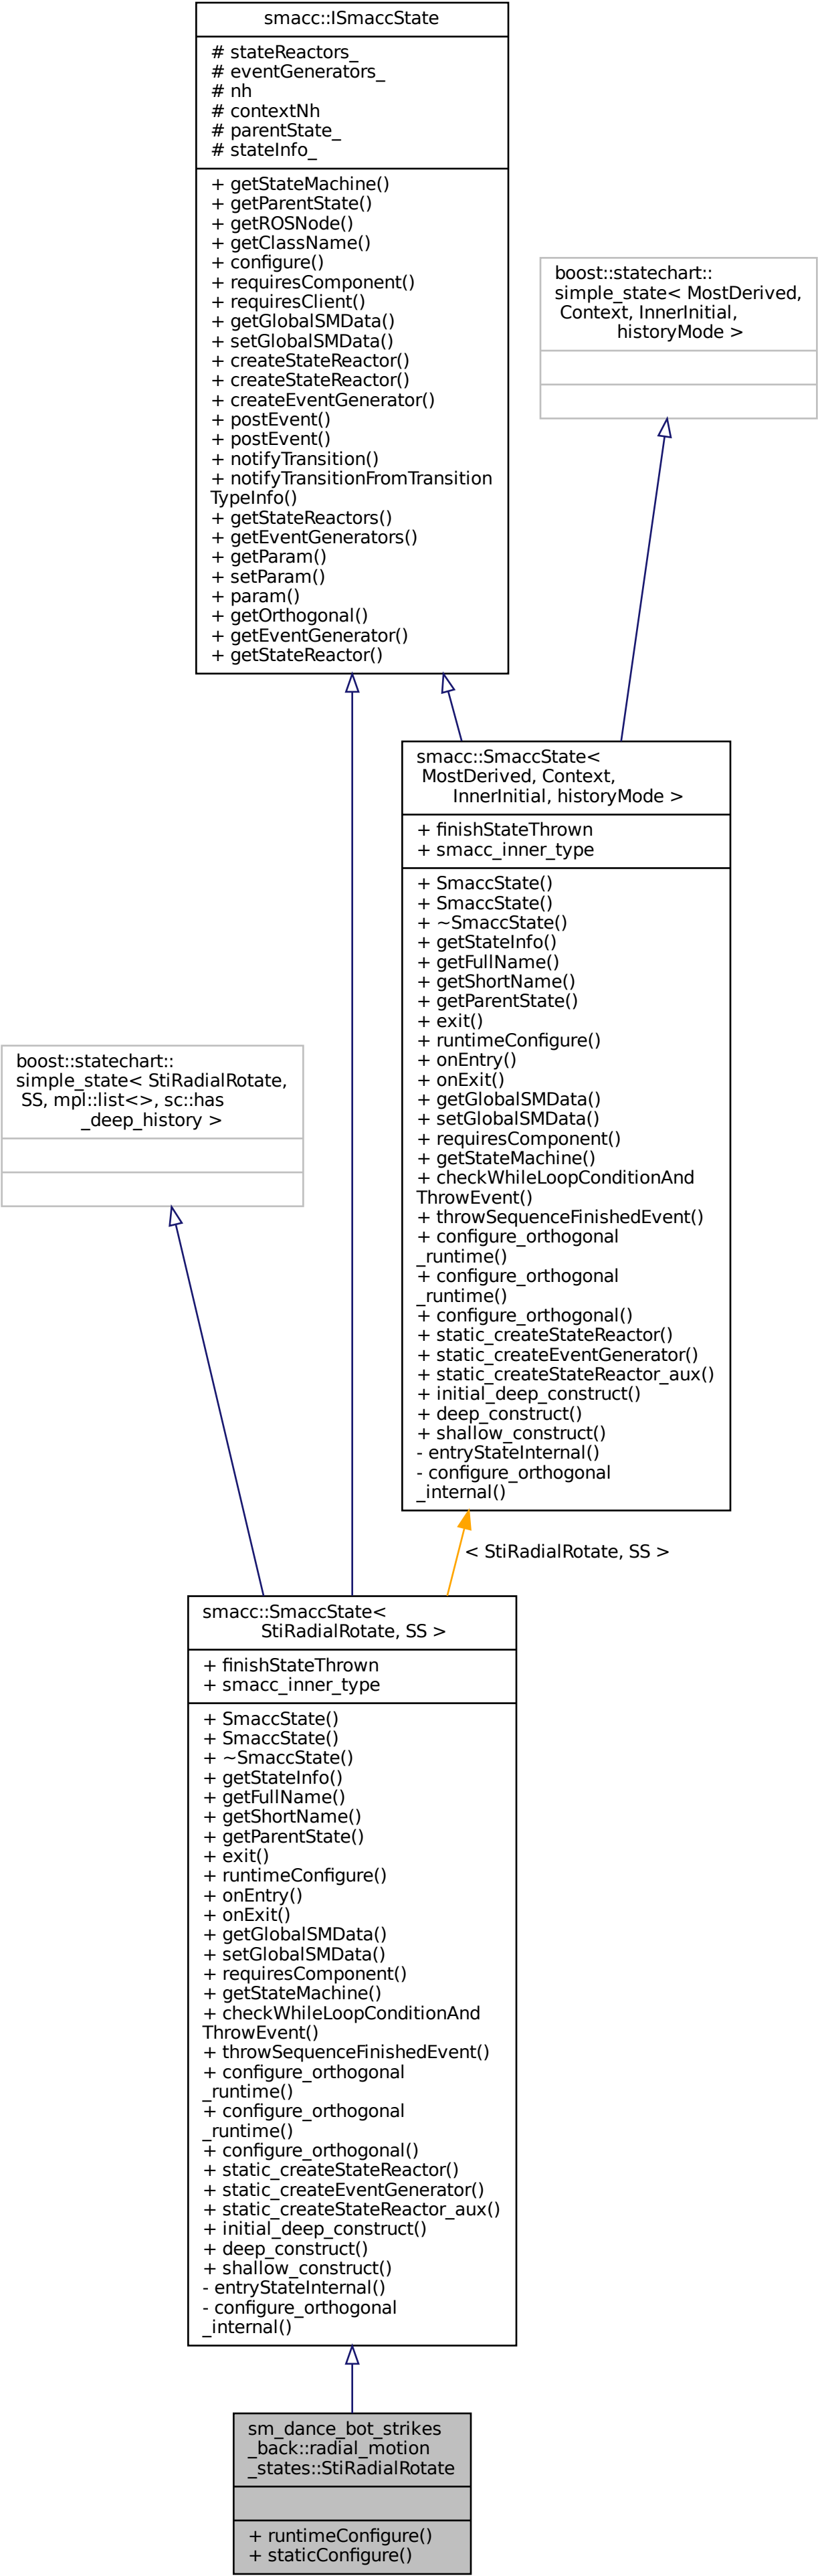 smacc::ISmaccState
# stateReactors_
# eventGenerators_
# nh
# contextNh
# parentState_
# stateInfo_
+ getStateMachine()
+ getParentState()
+ getROSNode()
+ getClassName()
+ configure()
+ requiresComponent()
+ requiresClient()
+ getGlobalSMData()
+ setGlobalSMData()
+ createStateReactor()
+ createStateReactor()
+ createEventGenerator()
+ postEvent()
+ postEvent()
+ notifyTransition()
+ notifyTransitionFromTransition
TypeInfo()
+ getStateReactors()
+ getEventGenerators()
+ getParam()
+ setParam()
+ param()
+ getOrthogonal()
+ getEventGenerator()
+ getStateReactor()
boost::statechart::
simple_state< MostDerived,
Context, InnerInitial,
historyMode >
smacc::SmaccState<
MostDerived, Context,
InnerInitial, historyMode >
+ finishStateThrown
+ smacc_inner_type
+ SmaccState()
+ SmaccState()
+ ~SmaccState()
+ getStateInfo()
+ getFullName()
+ getShortName()
+ getParentState()
+ exit()
+ runtimeConfigure()
+ onEntry()
+ onExit()
+ getGlobalSMData()
+ setGlobalSMData()
+ requiresComponent()
+ getStateMachine()
+ checkWhileLoopConditionAnd
ThrowEvent()
+ throwSequenceFinishedEvent()
+ configure_orthogonal
_runtime()
+ configure_orthogonal
_runtime()
+ configure_orthogonal()
+ static_createStateReactor()
+ static_createEventGenerator()
+ static_createStateReactor_aux()
+ initial_deep_construct()
+ deep_construct()
+ shallow_construct()
- entryStateInternal()
- configure_orthogonal
_internal()
boost::statechart::
simple_state< StiRadialRotate,
SS, mpl::list<>, sc::has
_deep_history >
< StiRadialRotate, SS >
smacc::SmaccState<
StiRadialRotate, SS >
+ finishStateThrown
+ smacc_inner_type
+ SmaccState()
+ SmaccState()
+ ~SmaccState()
+ getStateInfo()
+ getFullName()
+ getShortName()
+ getParentState()
+ exit()
+ runtimeConfigure()
+ onEntry()
+ onExit()
+ getGlobalSMData()
+ setGlobalSMData()
+ requiresComponent()
+ getStateMachine()
+ checkWhileLoopConditionAnd
ThrowEvent()
+ throwSequenceFinishedEvent()
+ configure_orthogonal
_runtime()
+ configure_orthogonal
_runtime()
+ configure_orthogonal()
+ static_createStateReactor()
+ static_createEventGenerator()
+ static_createStateReactor_aux()
+ initial_deep_construct()
+ deep_construct()
+ shallow_construct()
- entryStateInternal()
- configure_orthogonal
_internal()
sm_dance_bot_strikes
_back::radial_motion
_states::StiRadialRotate
+ runtimeConfigure()
+ staticConfigure()